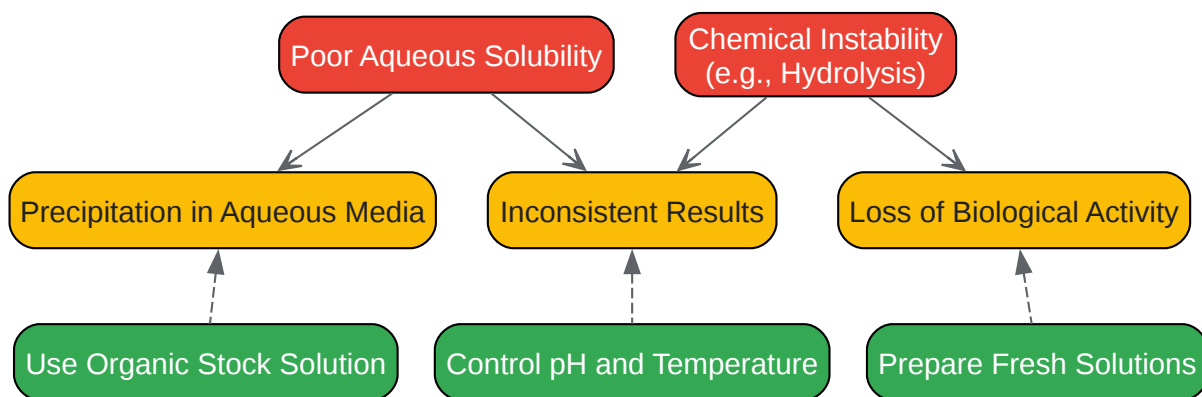 Poor Aqueous Solubility
Chemical Instability
(e.g., Hydrolysis)
Precipitation in Aqueous Media
Inconsistent Results
Loss of Biological Activity
Use Organic Stock Solution
Control pH and Temperature
Prepare Fresh Solutions